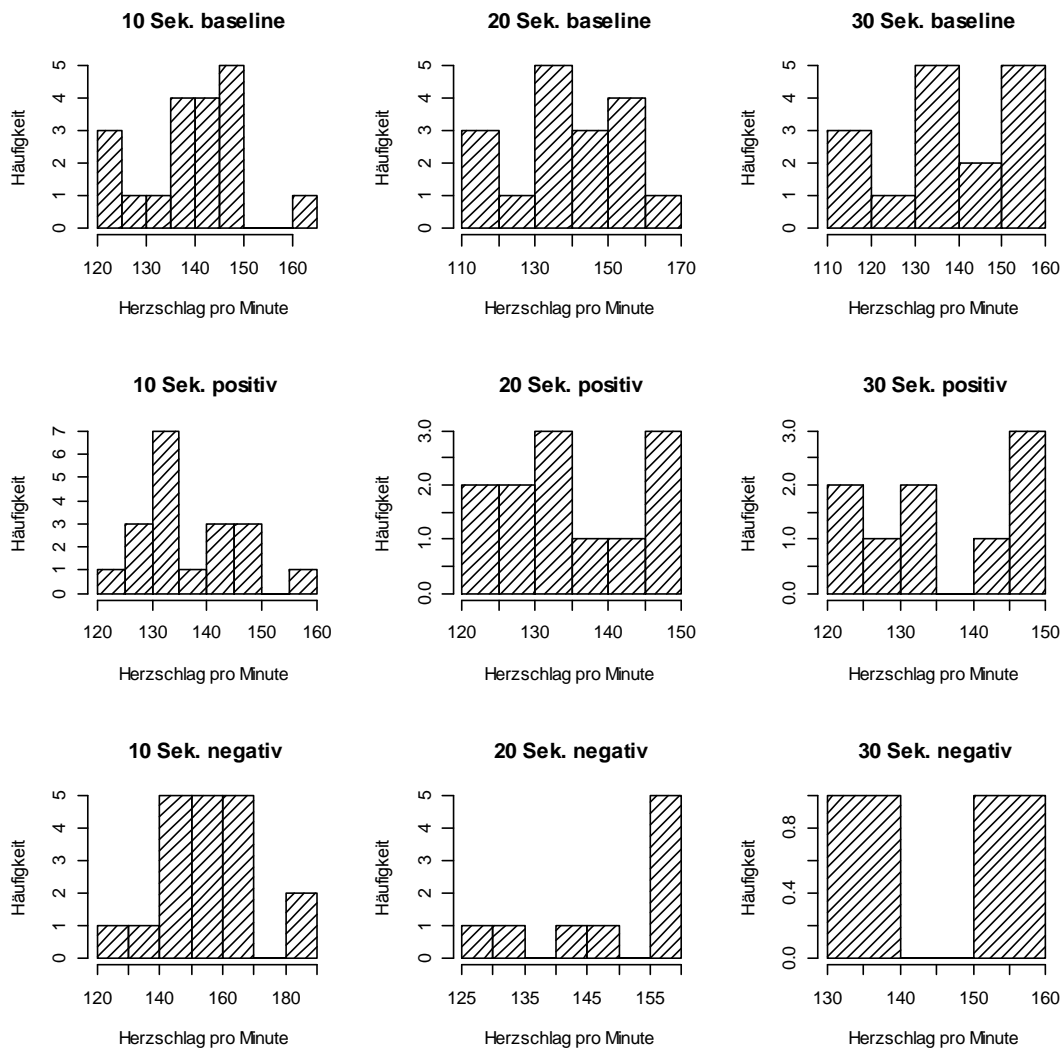 10 Sek. baseline
Häufigkeit
0 1 2 3 4 5
120 130 140 150 160
Herzschlag pro Minute
20 Sek. baseline
Häufigkeit
0 1 2 3 4 5
110 130 150 170
Herzschlag pro Minute
30 Sek. baseline
Häufigkeit
0 1 2 3 4 5
110 120 130 140 150 160
Herzschlag pro Minute
10 Sek. positiv
Häufigkeit
0 1 2 3 4 5 6 7
120 130 140 150 160
Herzschlag pro Minute
20 Sek. positiv
Häufigkeit
0.0 1.0 2.0 3.0
120 130 140 150
Herzschlag pro Minute
30 Sek. positiv
Häufigkeit
0.0 1.0 2.0 3.0
120 130 140 150
Herzschlag pro Minute
10 Sek. negativ
Häufigkeit
0 1 2 3 4 5
120 140 160 180
Herzschlag pro Minute
20 Sek. negativ
Häufigkeit
0 1 2 3 4 5
125 135 145 155
Herzschlag pro Minute
30 Sek. negativ
Häufigkeit
0.0 0.4 0.8
130 140 150 160
Herzschlag pro Minute